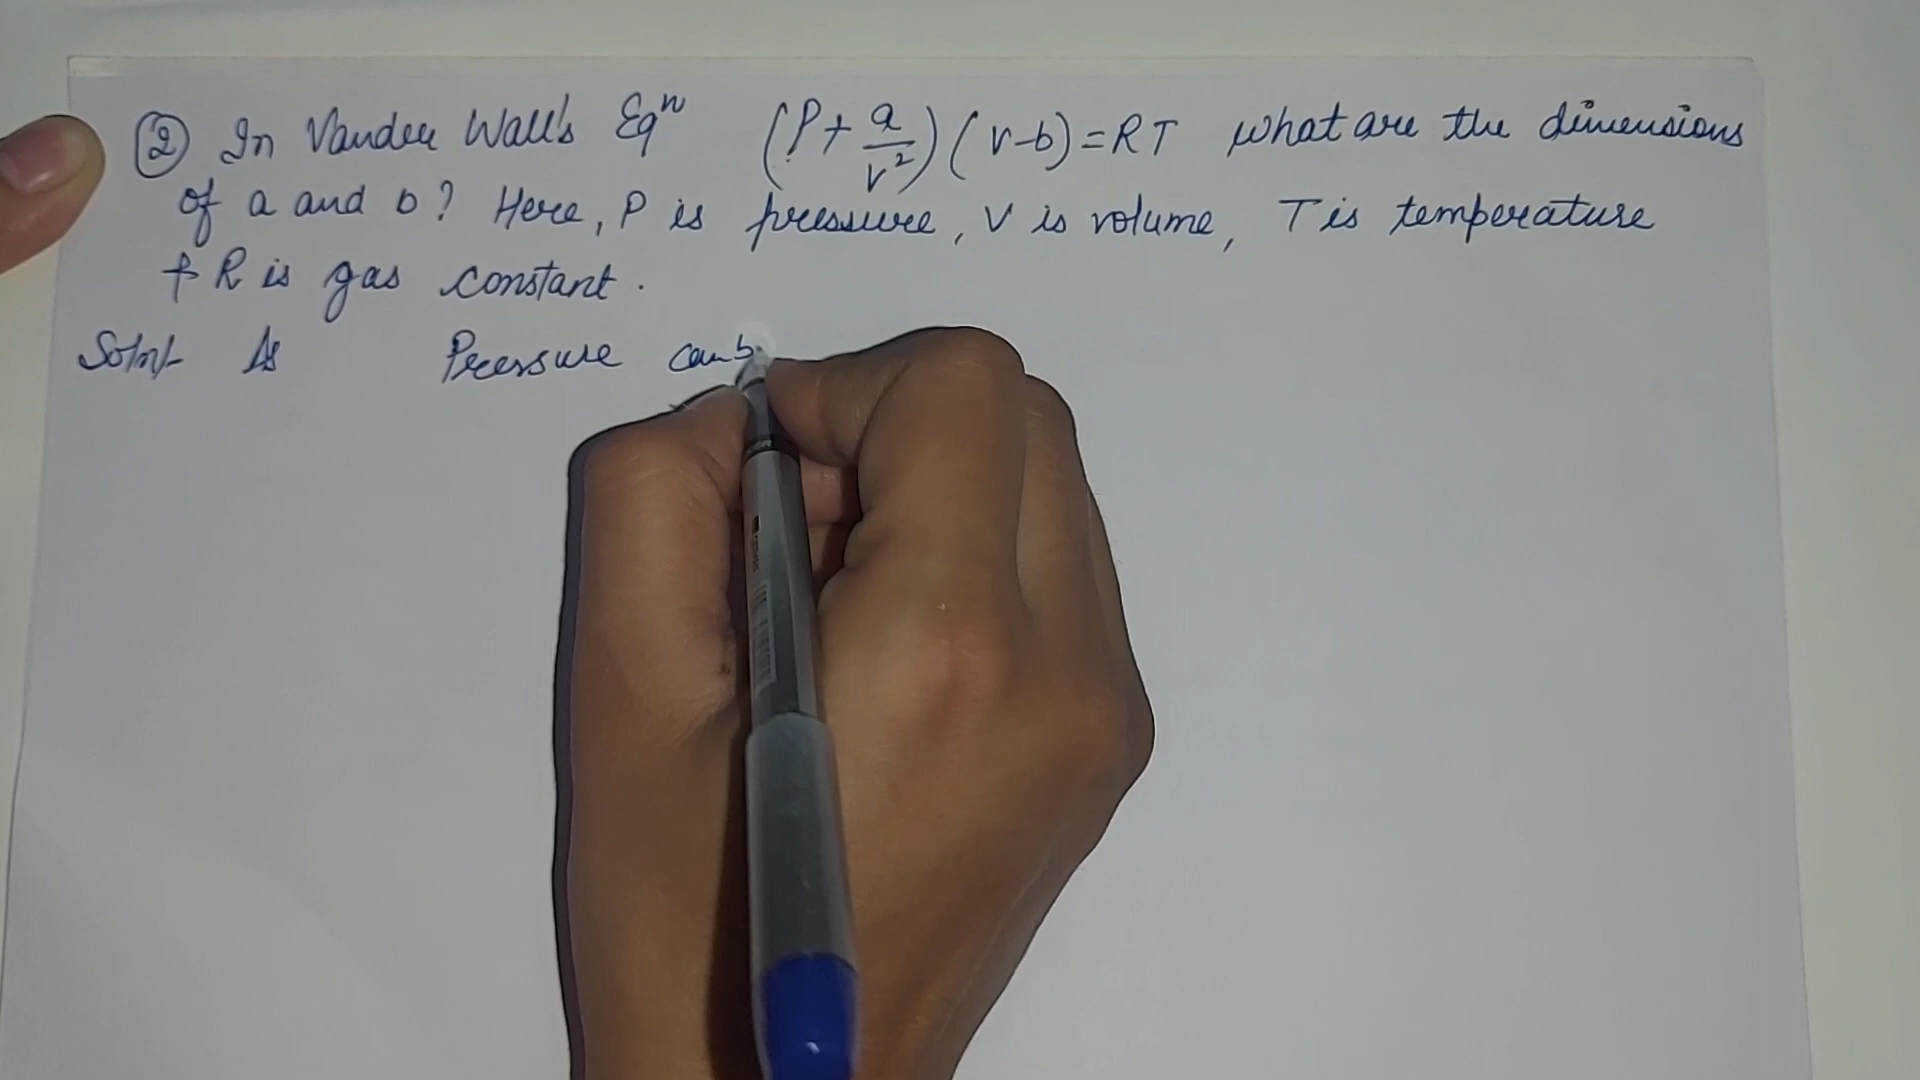 ② In Vander Wall's Eqⁿ (P + a/v²)(v-b) = RT what are the dimensions
of a and b? Here, P is pressure, V is volume, T is temperature
+ R is gas constant.
Soln:- As Pressure can b